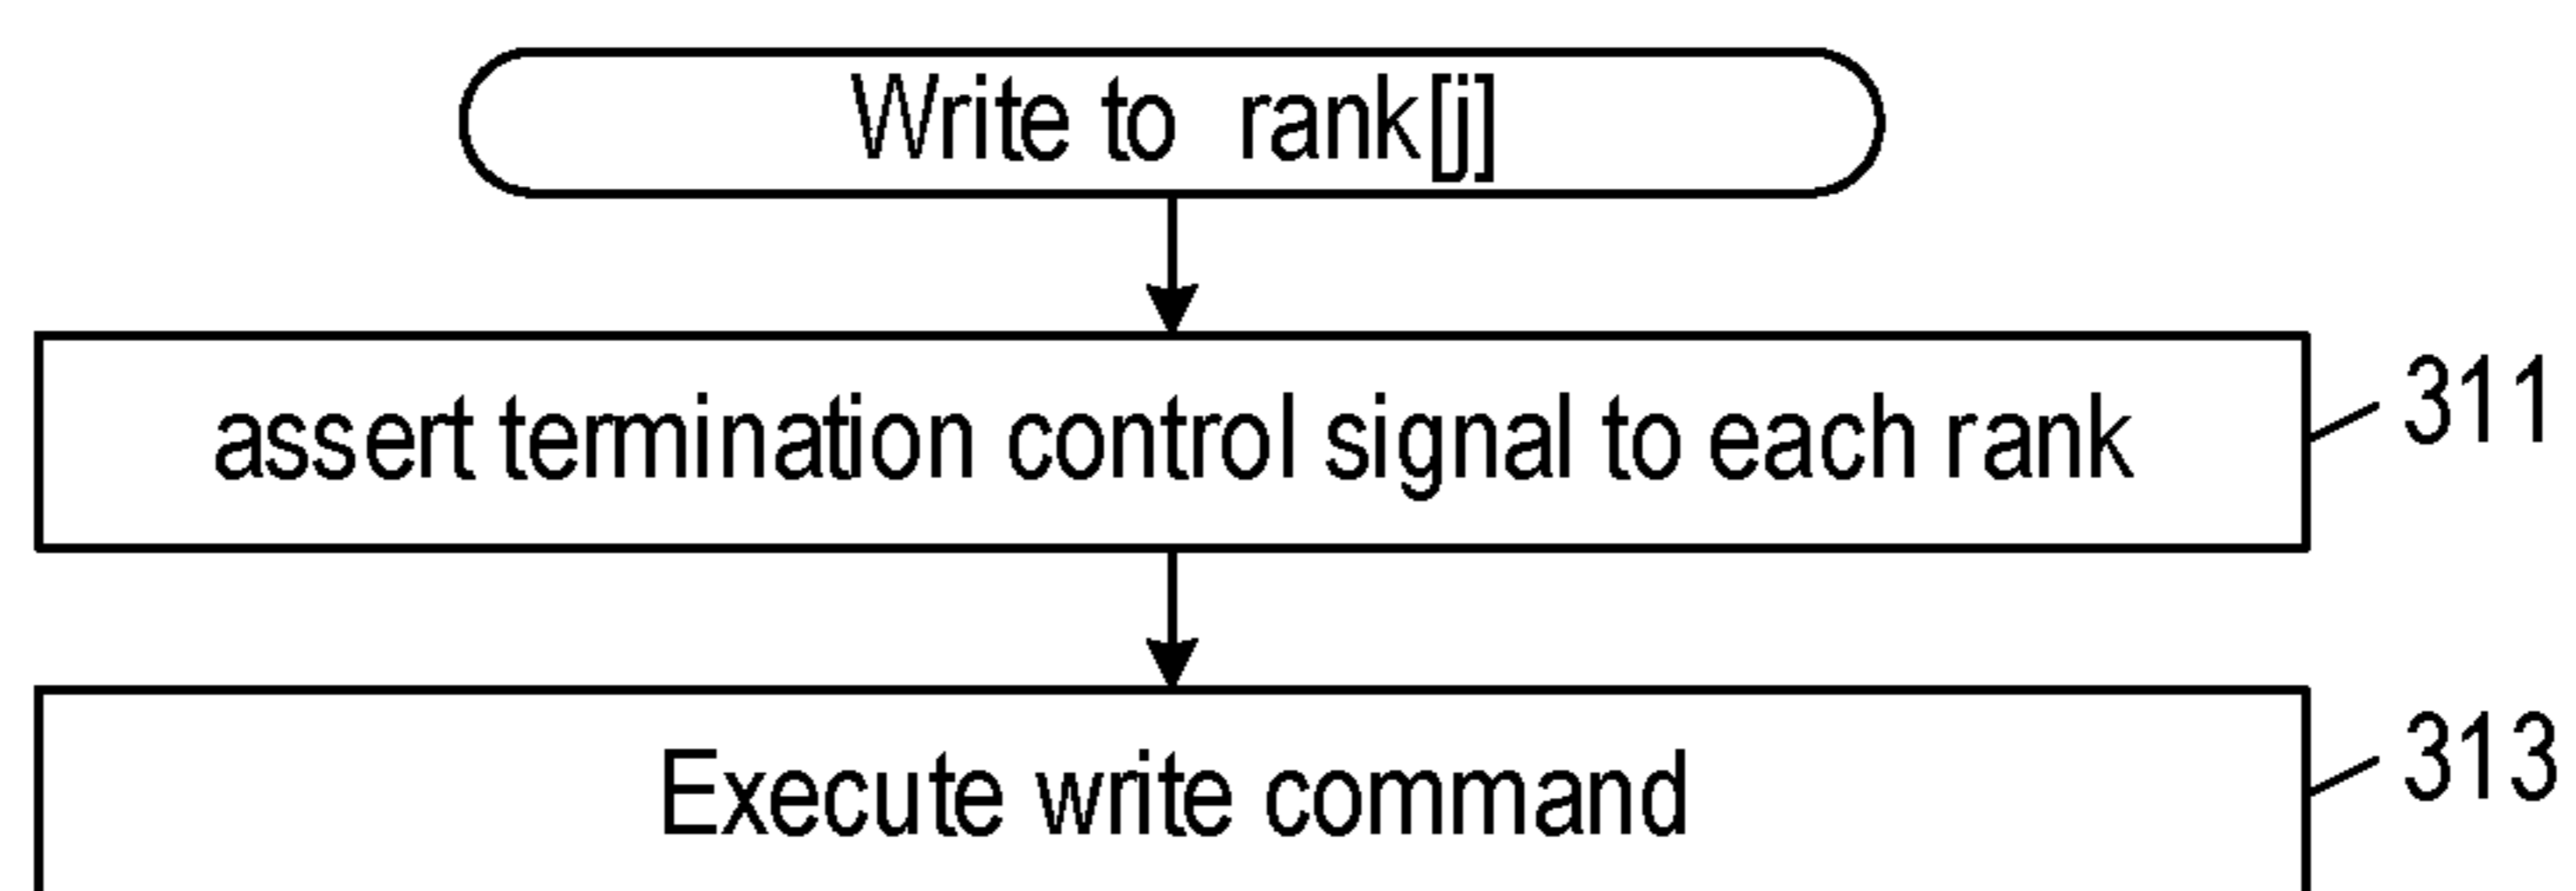 Write to rank[j]
assert termination control signal to each rank
311
Execute write command
313